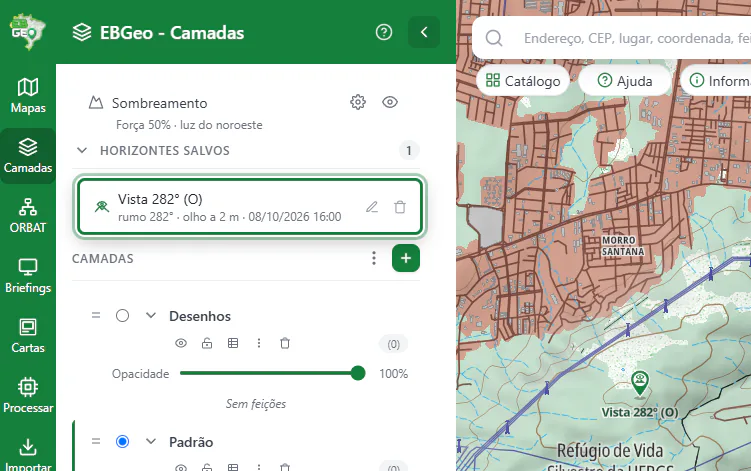 EB
GEO
EBGeo - Camadas
Endereço, CEP, lugar, coordenada, fei
Catálogo
Ajuda
Informa
Mapas
Camadas
ORBAT
Briefings
Cartas
Processar
Importar
Sombreamento
Força 50% · luz do noroeste
HORIZONTES SALVOS
1
Vista 282° (O)
rumo 282° · olho a 2 m · 08/10/2026 16:00
CAMADAS
Desenhos
(0)
Opacidade
100%
Sem feições
Padrão
(0)
MORRO
SANTANA
Vista 282° (O)
Refúgio de Vida
Silvestre da UFRGS